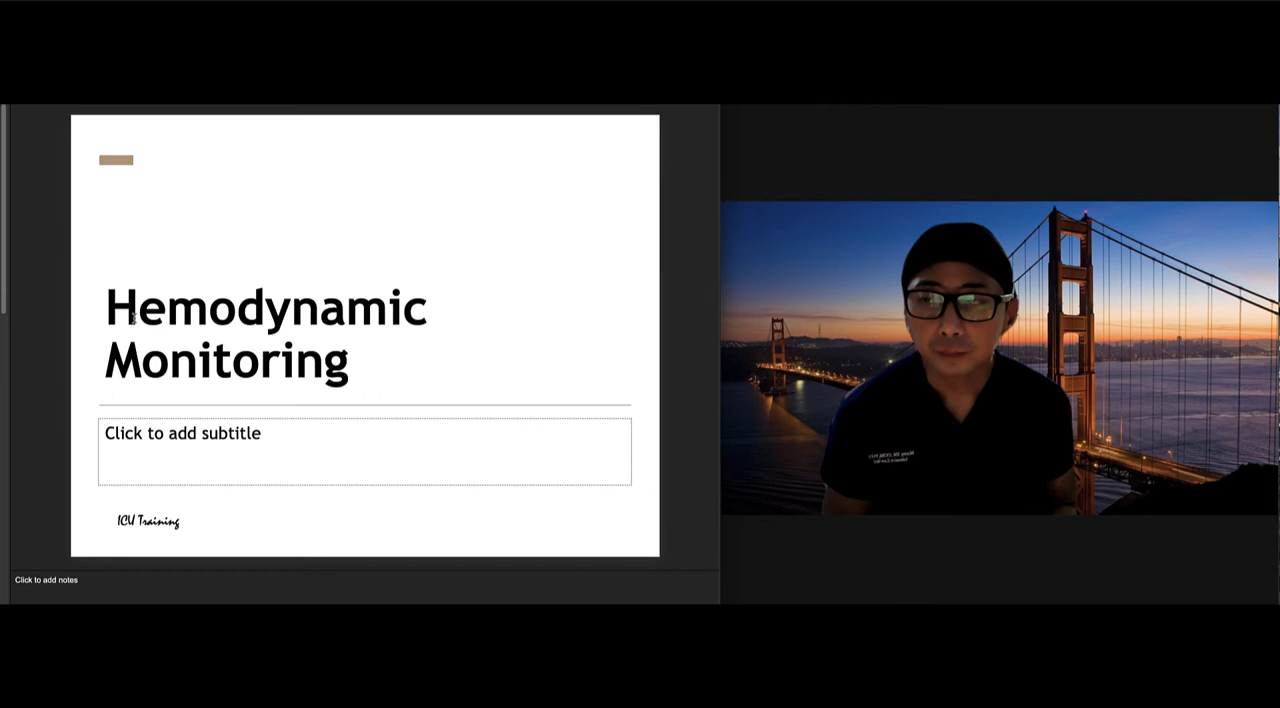 Hemodynamic
Monitoring
Click to add subtitle
ICU Training
Click to add notes